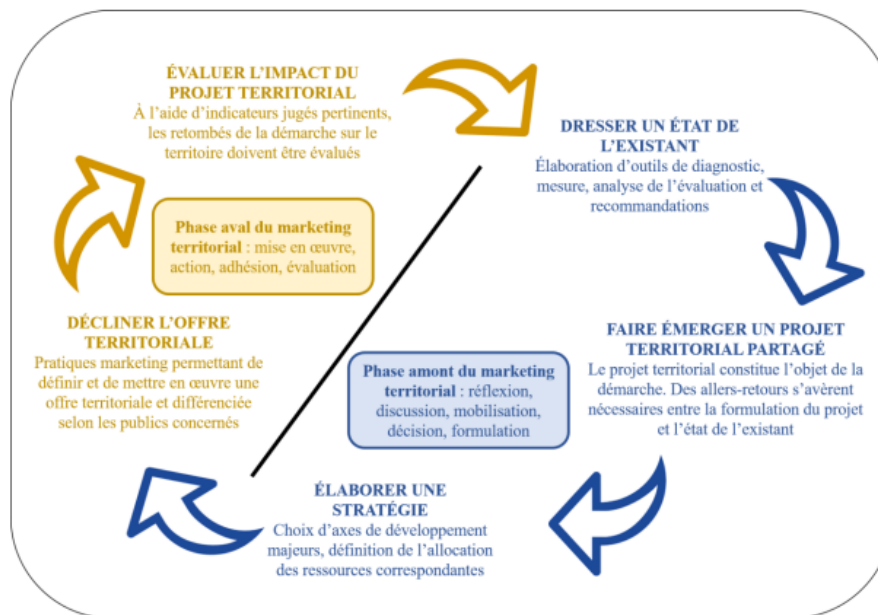 ÉVALUER L'IMPACT DU
PROJET TERRITORIAL
À l'aide d'indicateurs jugés pertinents,
les retombés de la démarche sur le
territoire doivent être évalués
DRESSER UN ÉTAT DE
L'EXISTANT
Élaboration d'outils de diagnostic,
mesure, analyse de l'évaluation et
recommandations
Phase aval du marketing
territorial : mise en œuvre,
action, adhésion, évaluation
DÉCLINER L'OFFRE
TERRITORIALE
Pratiques marketing permettant de
définir et de mettre en œuvre une
offre territoriale et différenciée
selon les publics concernés
FAIRE ÉMERGER UN PROJET
TERRITORIAL PARTAGÉ
Le projet territorial constitue l'objet de la
démarche. Des allers-retours s'avèrent
nécessaires entre la formulation du projet
et l'état de l'existant
Phase amont du marketing
territorial : réflexion,
discussion, mobilisation,
décision, formulation
ÉLABORER UNE
STRATÉGIE
Choix d'axes de développement
majeurs, définition de l'allocation
des ressources correspondantes